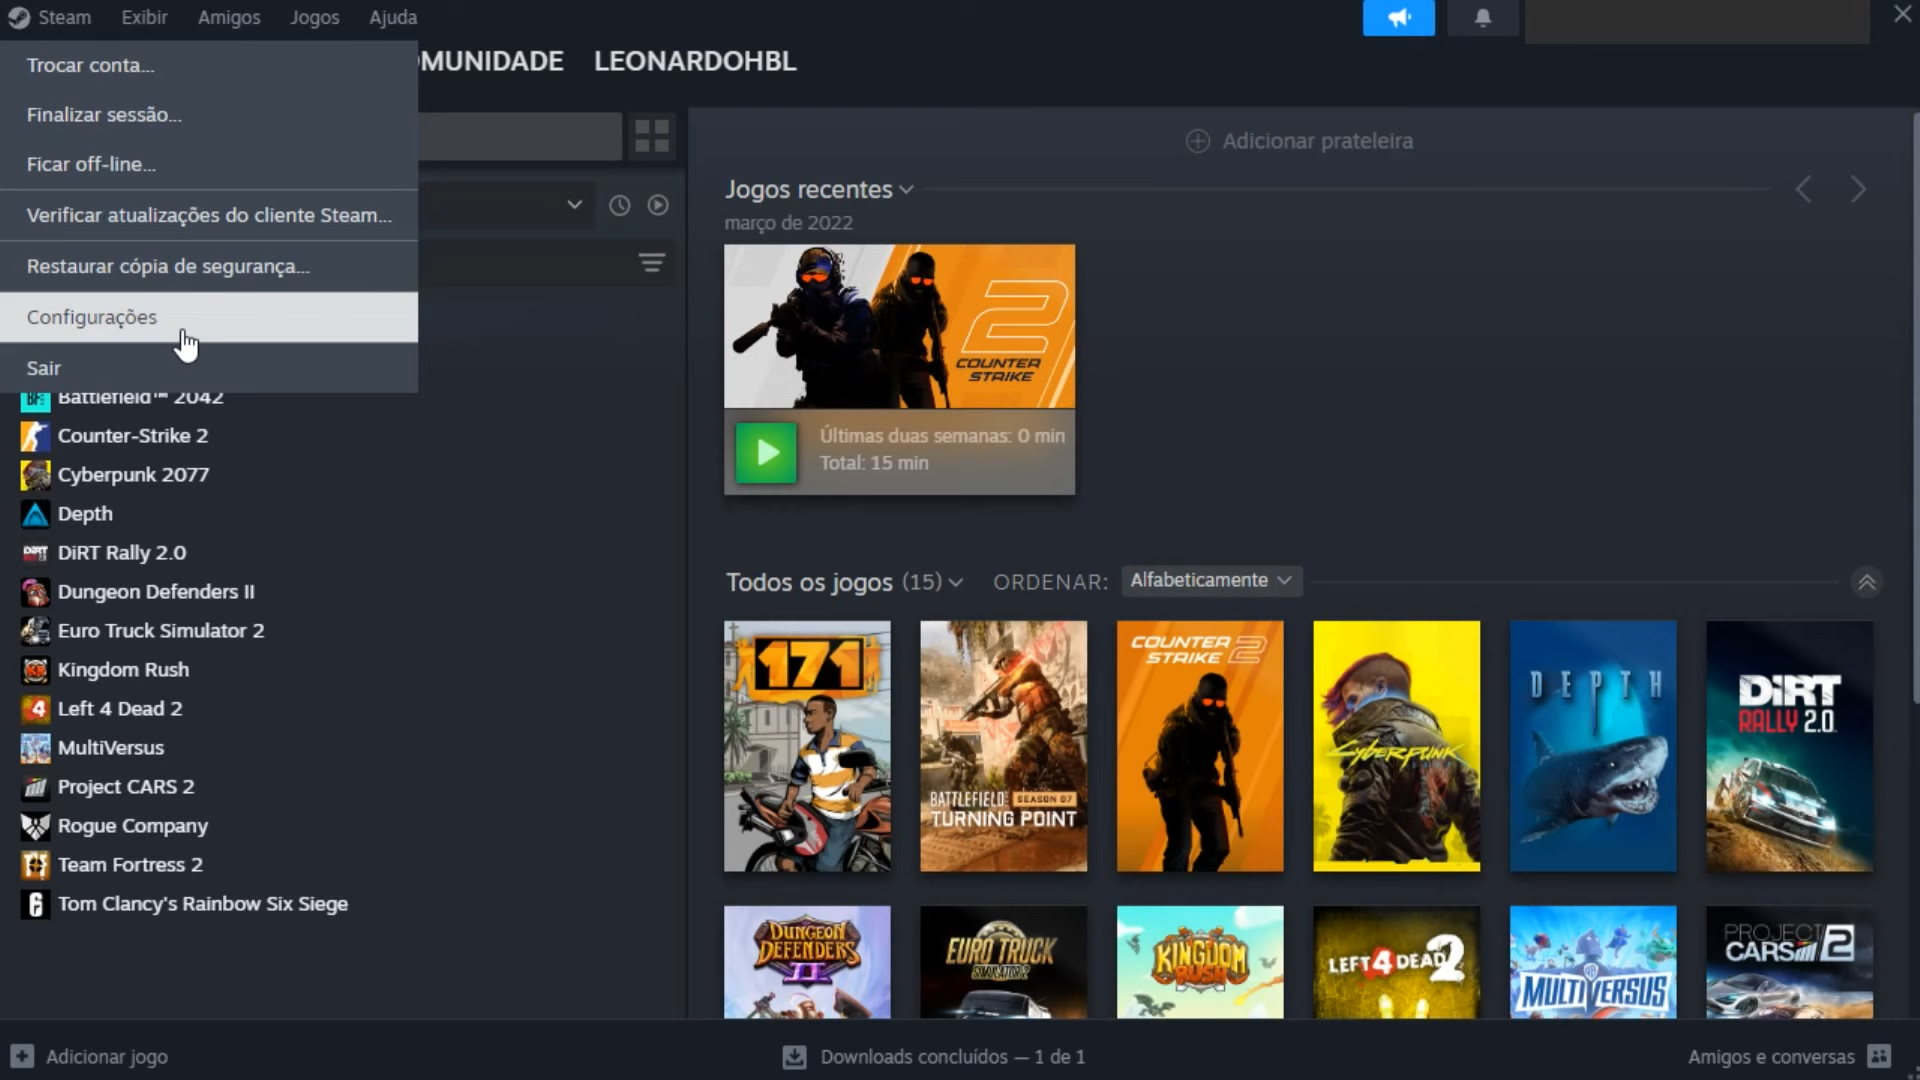 Steam Exibir Amigos Jogos Ajuda
Trocar conta...
Finalizar sessão...
Ficar off-line...
Verificar atualizações do cliente Steam...
Restaurar cópia de segurança...
Configurações
Sair
OMUNIDADE LEONARDOHBL
Battlefield™ 2042
Counter-Strike 2
Cyberpunk 2077
Depth
DiRT Rally 2.0
Dungeon Defenders II
Euro Truck Simulator 2
Kingdom Rush
Left 4 Dead 2
MultiVersus
Project CARS 2
Rogue Company
Team Fortress 2
Tom Clancy's Rainbow Six Siege
Adicionar prateleira
Jogos recentes
março de 2022
2
COUNTER
STRIKE
Últimas duas semanas: 0 min
Total: 15 min
Todos os jogos (15) ORDENAR: Alfabeticamente
171
BATTLEFIELD SEASON 07
TURNING POINT
COUNTER
STRIKE 2
Cyberpunk
DEPTH
DiRT
RALLY 2.0
DUNGEON
DEFENDERS
II
EURO TRUCK
SIMULATOR 2
KINGDOM
RUSH
LEFT 4 DEAD 2
MULTIVERSUS
PROJECT
CARS 2
Adicionar jogo
Downloads concluídos — 1 de 1
Amigos e conversas